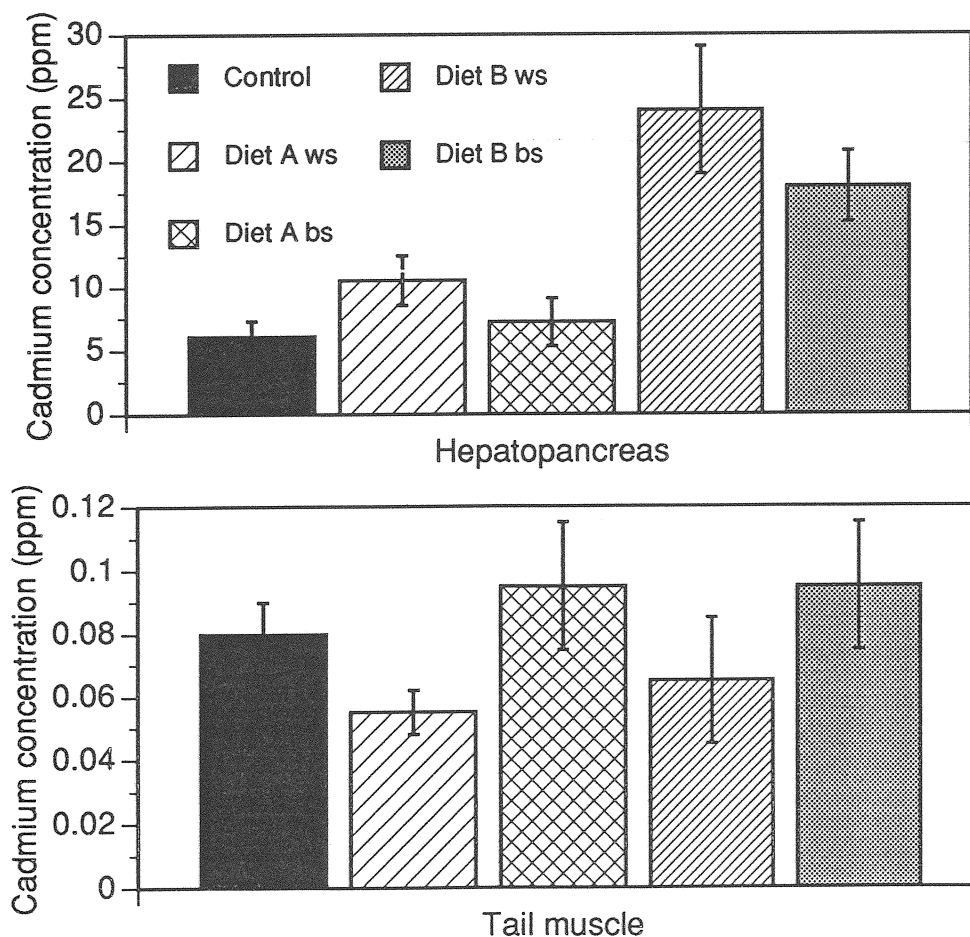 Cadmium concentration (ppm)
30
25
20
15
10
5
0
Control
Diet A ws
Diet A bs
Diet B ws
Diet B bs
Hepatopancreas
Cadmium concentration (ppm)
0.12
0.1
0.08
0.06
0.04
0.02
0
Tail muscle